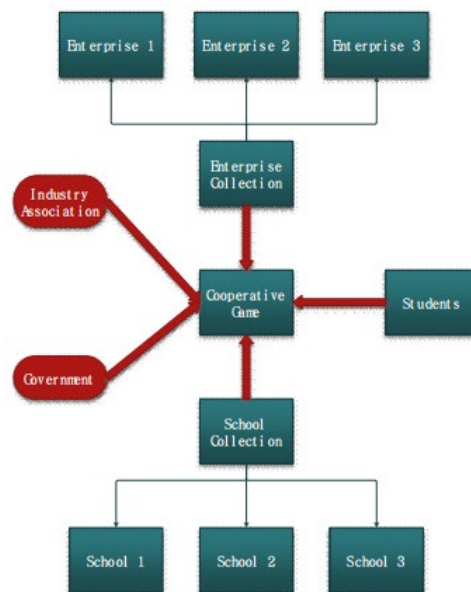 Enterprise 1
Enterprise 2
Enterprise 3
Enterprise
Collection
Industry
Association
Cooperative
Game
Students
Government
School
Collection
School 1
School 2
School 3